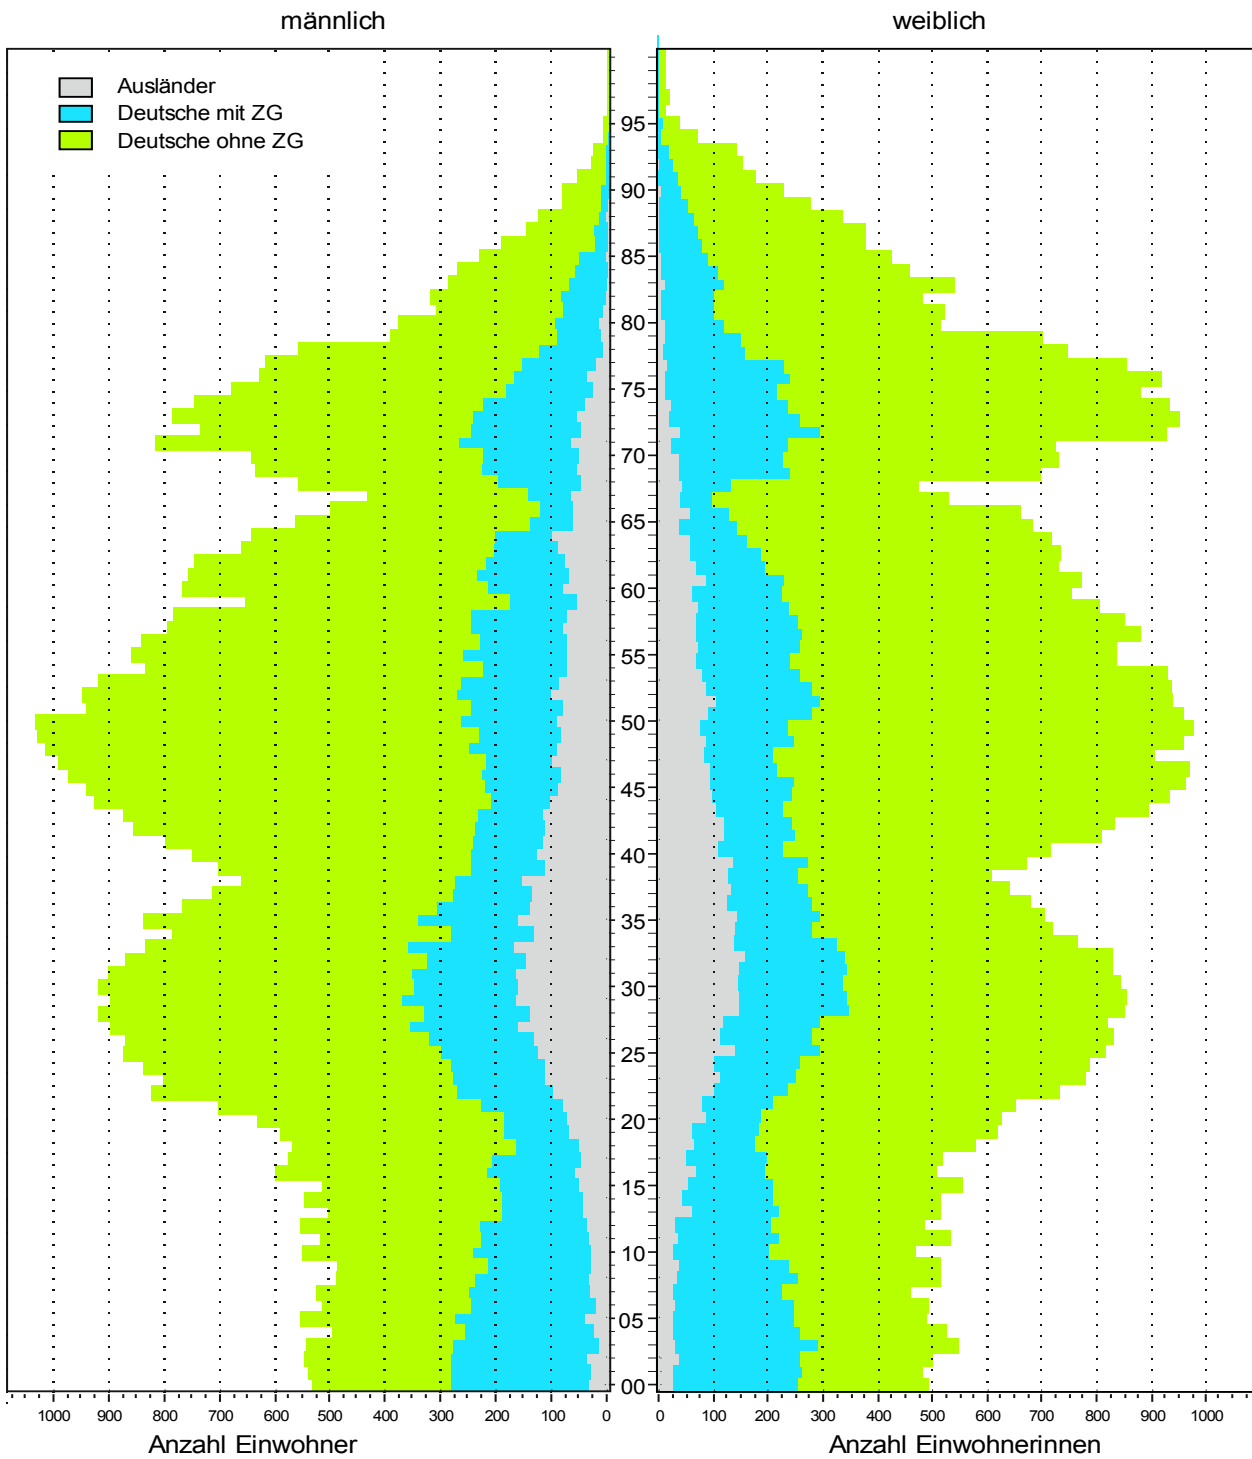 männlich
weiblich
Ausländer
Deutsche mit ZG
Deutsche ohne ZG
95
90
85
80
75
70
65
60
55
50
45
40
35
30
25
20
15
10
05
00
1000 900 800 700 600 500 400 300 200 100 0
0 100 200 300 400 500 600 700 800 900 1000
Anzahl Einwohner
Anzahl Einwohnerinnen